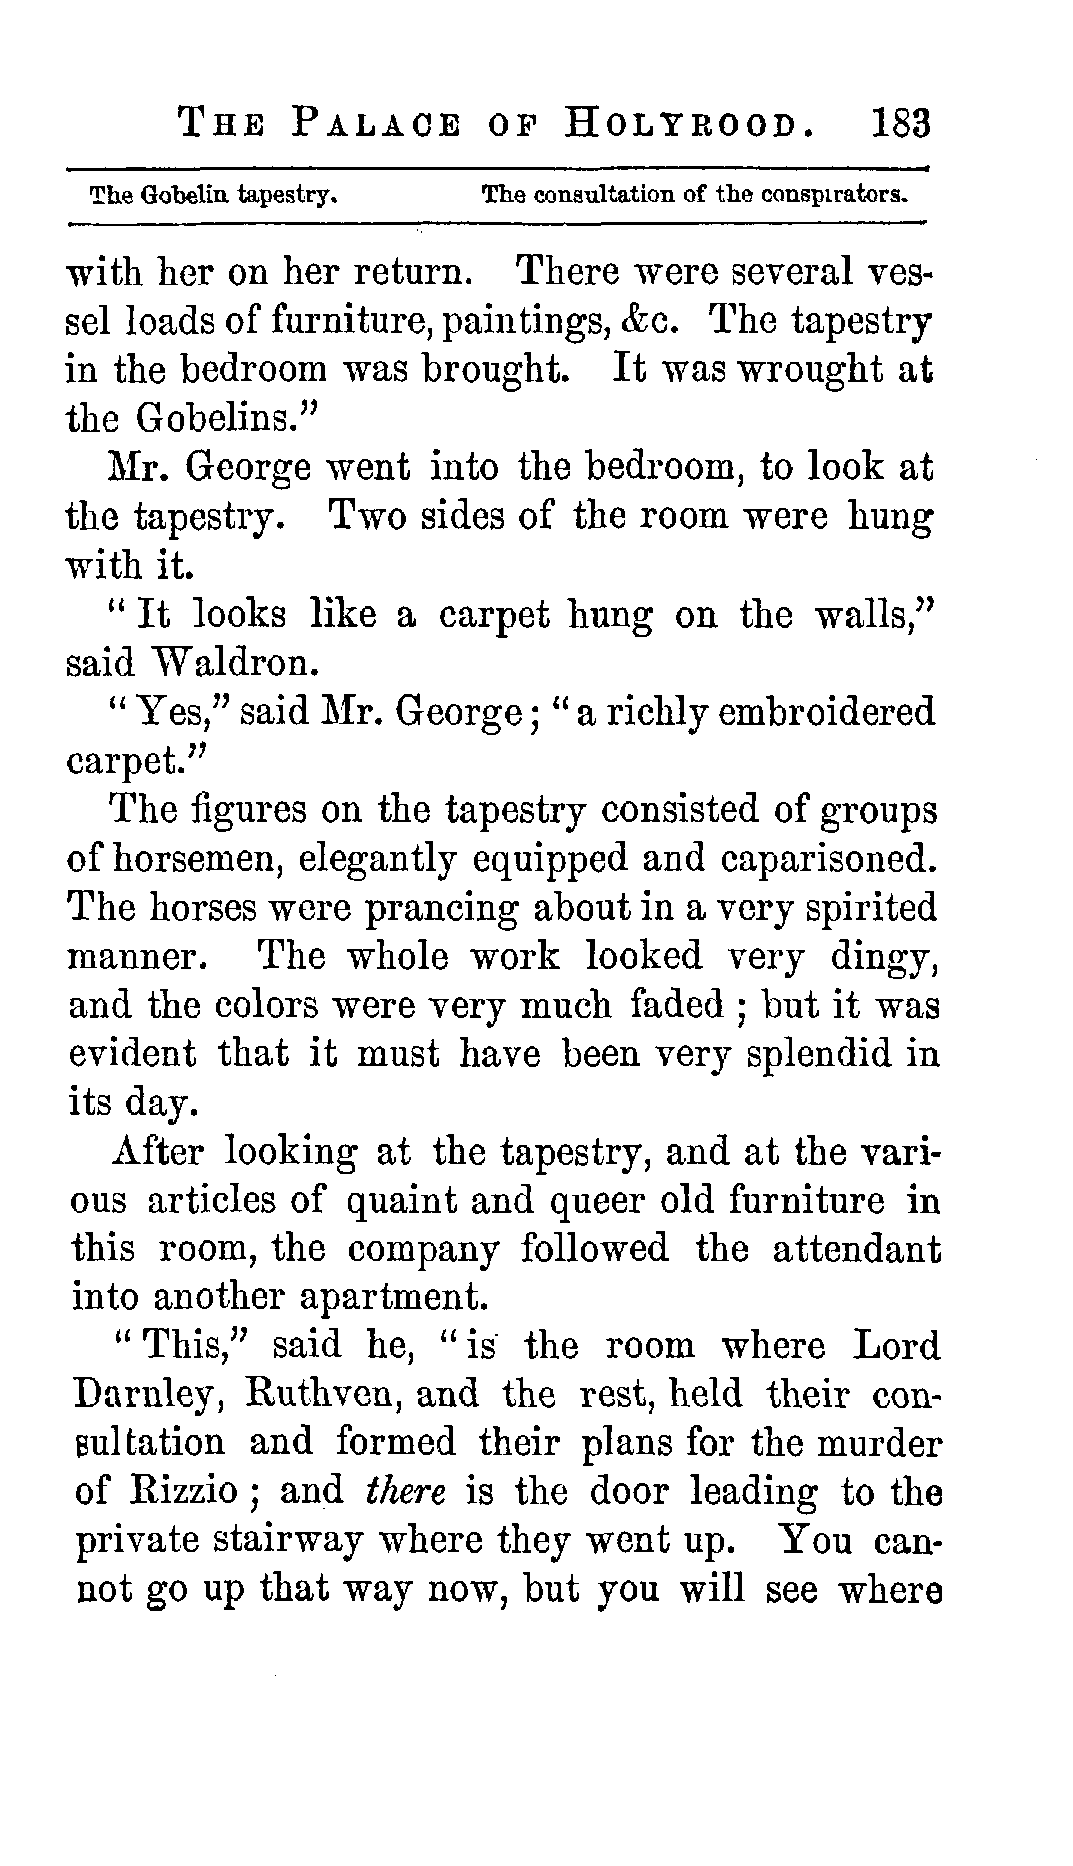 THE PALACE OF HOLYROOD. 183
The Gobelin tapestry. The consultation of the conspirators.
with her on her return. There were several ves-
sel loads of furniture, paintings, &c. The tapestry
in the bedroom was brought. It was wrought at
the Gobelins.”
Mr. George went into the bedroom, to look at
the tapestry. Two sides of the room were hung
with it.
“It looks like a carpet hung on the walls,”
said Waldron.
“Yes,” said Mr. George; “a richly embroidered
carpet.”
The figures on the tapestry consisted of groups
of horsemen, elegantly equipped and caparisoned.
The horses were prancing about in a very spirited
manner. The whole work looked very dingy,
and the colors were very much faded; but it was
evident that it must have been very splendid in
its day.
After looking at the tapestry, and at the vari-
ous articles of quaint and queer old furniture in
this room, the company followed the attendant
into another apartment.
“This,” said he, “is the room where Lord
Darnley, Ruthven, and the rest, held their con-
sultation and formed their plans for the murder
of Rizzio; and there is the door leading to the
private stairway where they went up. You can-
not go up that way now, but you will see where